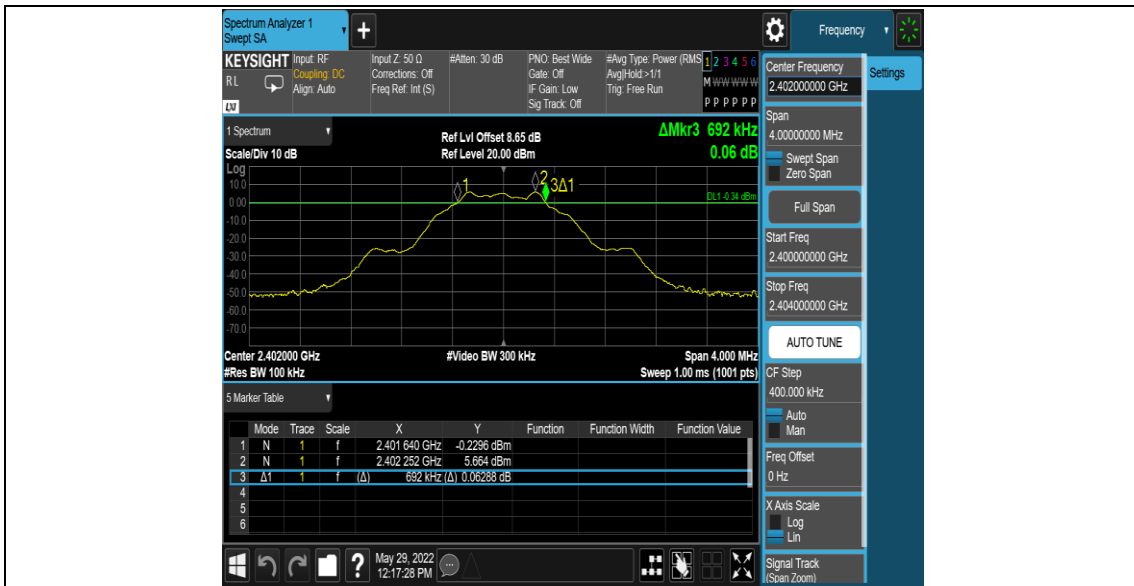 Spectrum Analyzer 1
Swept SA
+
Frequency
KEYSIGHT
RL
LXI
Input: RF
Coupling: DC
Align: Auto
Input Z: 50 Ω
Corrections: Off
Freq Ref: Int (S)
#Atten: 30 dB
PNO: Best Wide
Gate: Off
IF Gain: Low
Sig Track: Off
#Avg Type: Power (RMS
Avg|Hold:>1/1
Trig: Free Run
1 2 3 4 5 6
M W W W W W
P P P P P P
Settings
1 Spectrum
Scale/Div 10 dB
Ref Lvl Offset 8.65 dB
Ref Level 20.00 dBm
ΔMkr3 692 kHz
0.06 dB
Log
10.0
0.00
-10.0
-20.0
-30.0
-40.0
-50.0
-60.0
-70.0
1
2
3Δ1
DL1 -0.34 dBm
Center 2.402000 GHz
#Res BW 100 kHz
#Video BW 300 kHz
Span 4.000 MHz
Sweep 1.00 ms (1001 pts)
5 Marker Table
Mode Trace Scale X Y Function Function Width Function Value
1 N 1 f 2.401 640 GHz -0.2296 dBm
2 N 1 f 2.402 252 GHz 5.664 dBm
3 Δ1 1 f (Δ) 692 kHz (Δ) 0.06288 dB
4
5
6
?
May 29, 2022
12:17:28 PM
Center Frequency
2.402000000 GHz
Span
4.00000000 MHz
Swept Span
Zero Span
Full Span
Start Freq
2.400000000 GHz
Stop Freq
2.404000000 GHz
AUTO TUNE
CF Step
400.000 kHz
Auto
Man
Freq Offset
0 Hz
X Axis Scale
Log
Lin
Signal Track
(Span Zoom)